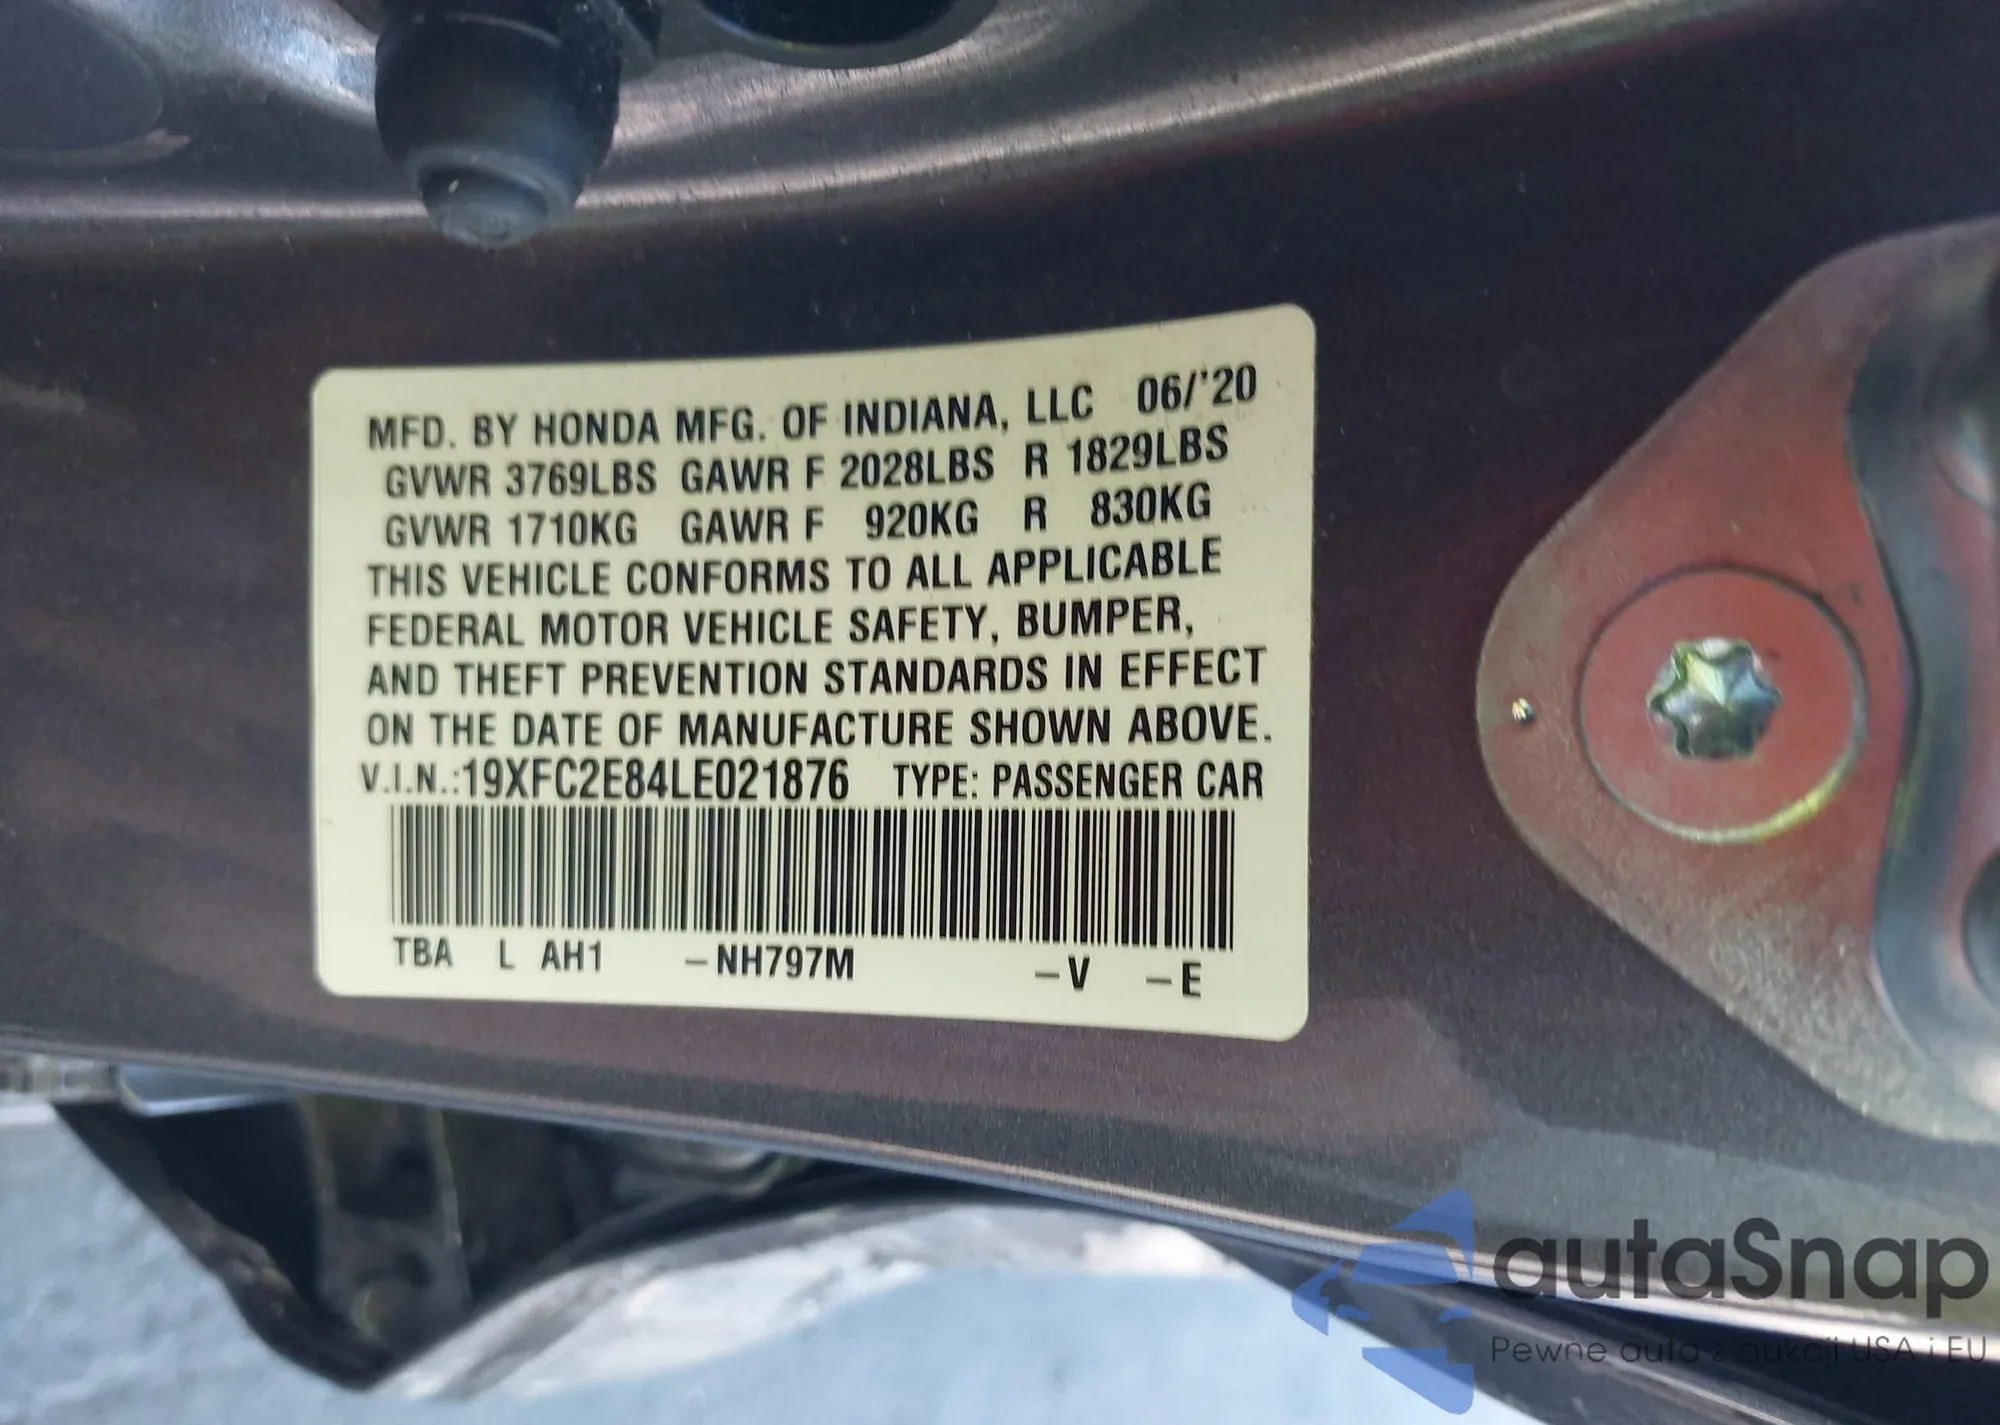 MFD. BY HONDA MFG. OF INDIANA, LLC 06/'20
GVWR 3769LBS GAWR F 2028LBS R 1829LBS
GVWR 1710KG GAWR F 920KG R 830KG
THIS VEHICLE CONFORMS TO ALL APPLICABLE
FEDERAL MOTOR VEHICLE SAFETY, BUMPER,
AND THEFT PREVENTION STANDARDS IN EFFECT
ON THE DATE OF MANUFACTURE SHOWN ABOVE.
V.I.N.:19XFC2E84LE021876 TYPE: PASSENGER CAR
TBA L AH1 –NH797M –V –E
autaSnap
Pewne auta z aukcji USA i EU